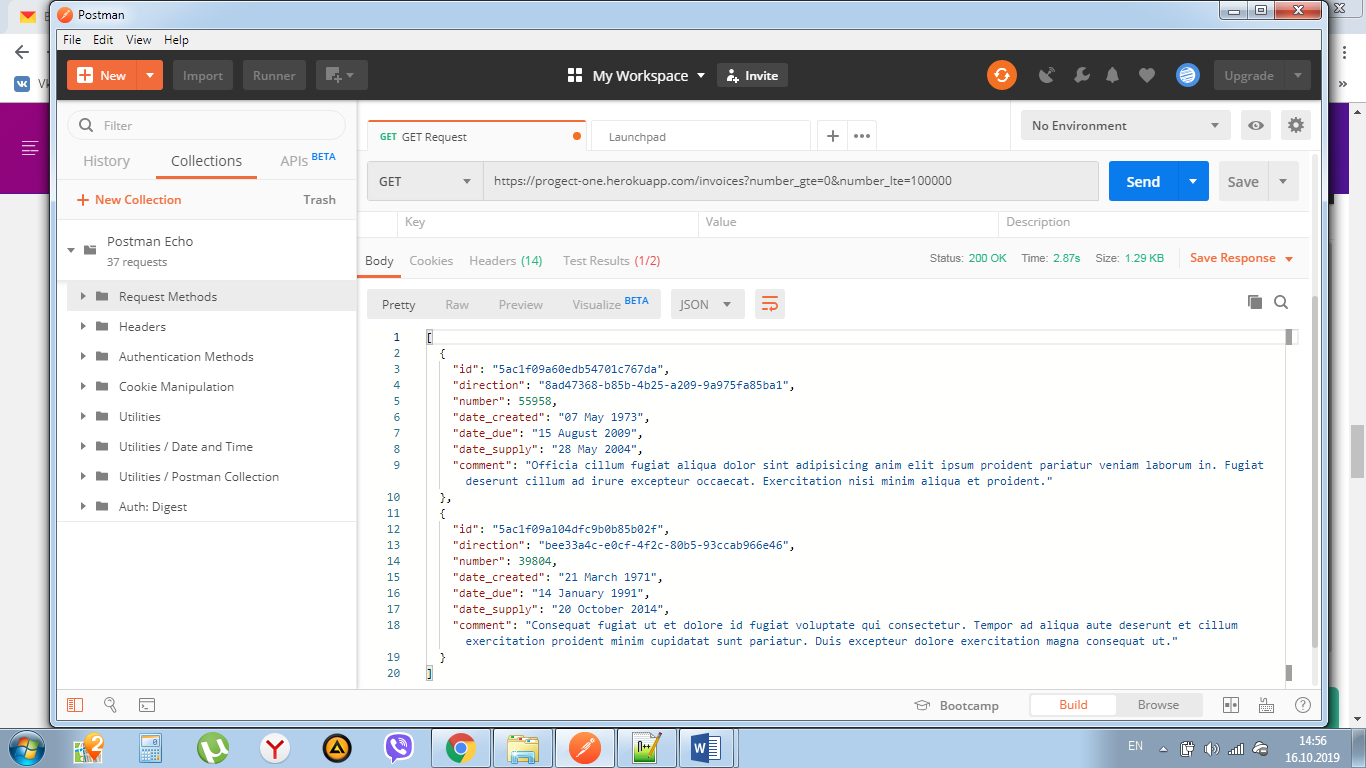 Postman
File Edit View Help
New Import Runner My Workspace Invite Upgrade
Filter
History Collections APIs BETA
New Collection Trash
Postman Echo
37 requests
Request Methods
Headers
Authentication Methods
Cookie Manipulation
Utilities
Utilities / Date and Time
Utilities / Postman Collection
Auth: Digest
GET GET Request Launchpad + ••• No Environment
GET https://progect-one.herokuapp.com/invoices?number_gte=0&number_lte=100000 Send Save
Key Value Description
Body Cookies Headers (14) Test Results (1/2) Status: 200 OK Time: 2.87s Size: 1.29 KB Save Response
Pretty Raw Preview Visualize BETA JSON
1 [
2 {
3 "id": "5ac1f09a60edb54701c767da",
4 "direction": "8ad47368-b85b-4b25-a209-9a975fa85ba1",
5 "number": 55958,
6 "date_created": "07 May 1973",
7 "date_due": "15 August 2009",
8 "date_supply": "28 May 2004",
9 "comment": "Officia cillum fugiat aliqua dolor sint adipisicing anim elit ipsum proident pariatur veniam laborum in. Fugiat
deserunt cillum ad irure excepteur occaecat. Exercitation nisi minim aliqua et proident."
10 },
11 {
12 "id": "5ac1f09a104dfc9b0b85b02f",
13 "direction": "bee33a4c-e0cf-4f2c-80b5-93ccab966e46",
14 "number": 39804,
15 "date_created": "21 March 1971",
16 "date_due": "14 January 1991",
17 "date_supply": "20 October 2014",
18 "comment": "Consequat fugiat ut et dolore id fugiat voluptate qui consectetur. Tempor ad aliqua aute deserunt et cillum
exercitation proident minim cupidatat sunt pariatur. Duis excepteur dolore exercitation magna consequat ut."
19 }
20 ]
Bootcamp Build Browse
EN 14:56
16.10.2019